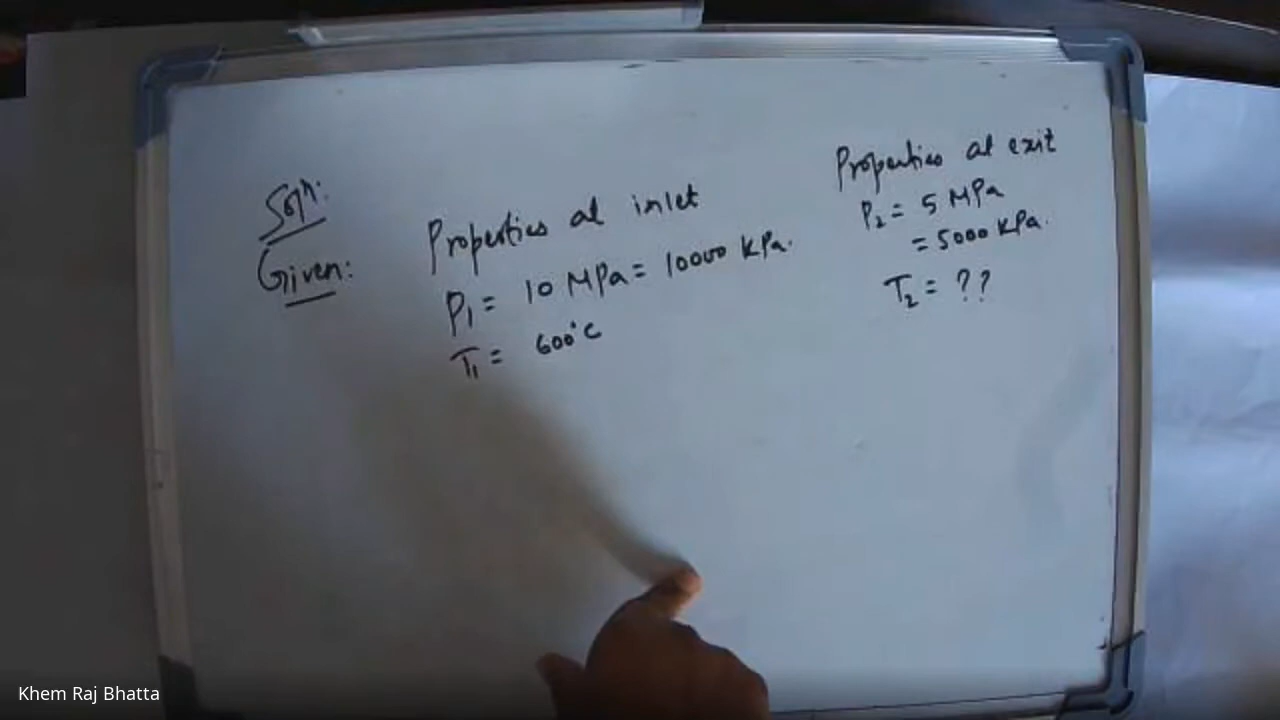 Solⁿ:
Given:
Properties at inlet
P₁ = 10 MPa = 10000 kPa.
T₁ = 600°C
Properties at exit
P₂ = 5 MPa
= 5000 kPa.
T₂ = ??
Khem Raj Bhatta